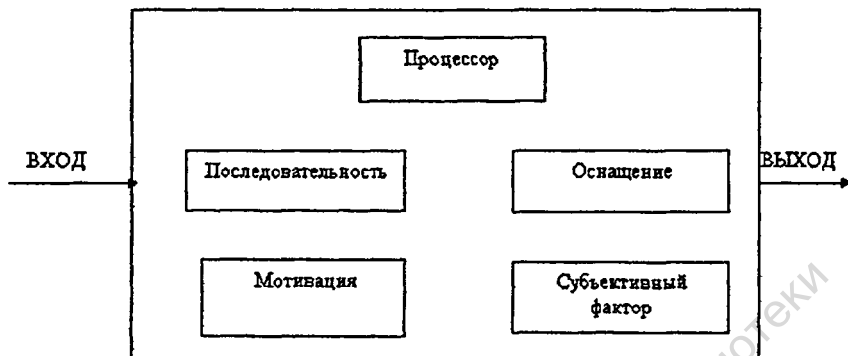 Процессор
ВХОД
Последовательность
Оснащение
ВЫХОД
Мотивация
Субъективный
фактор